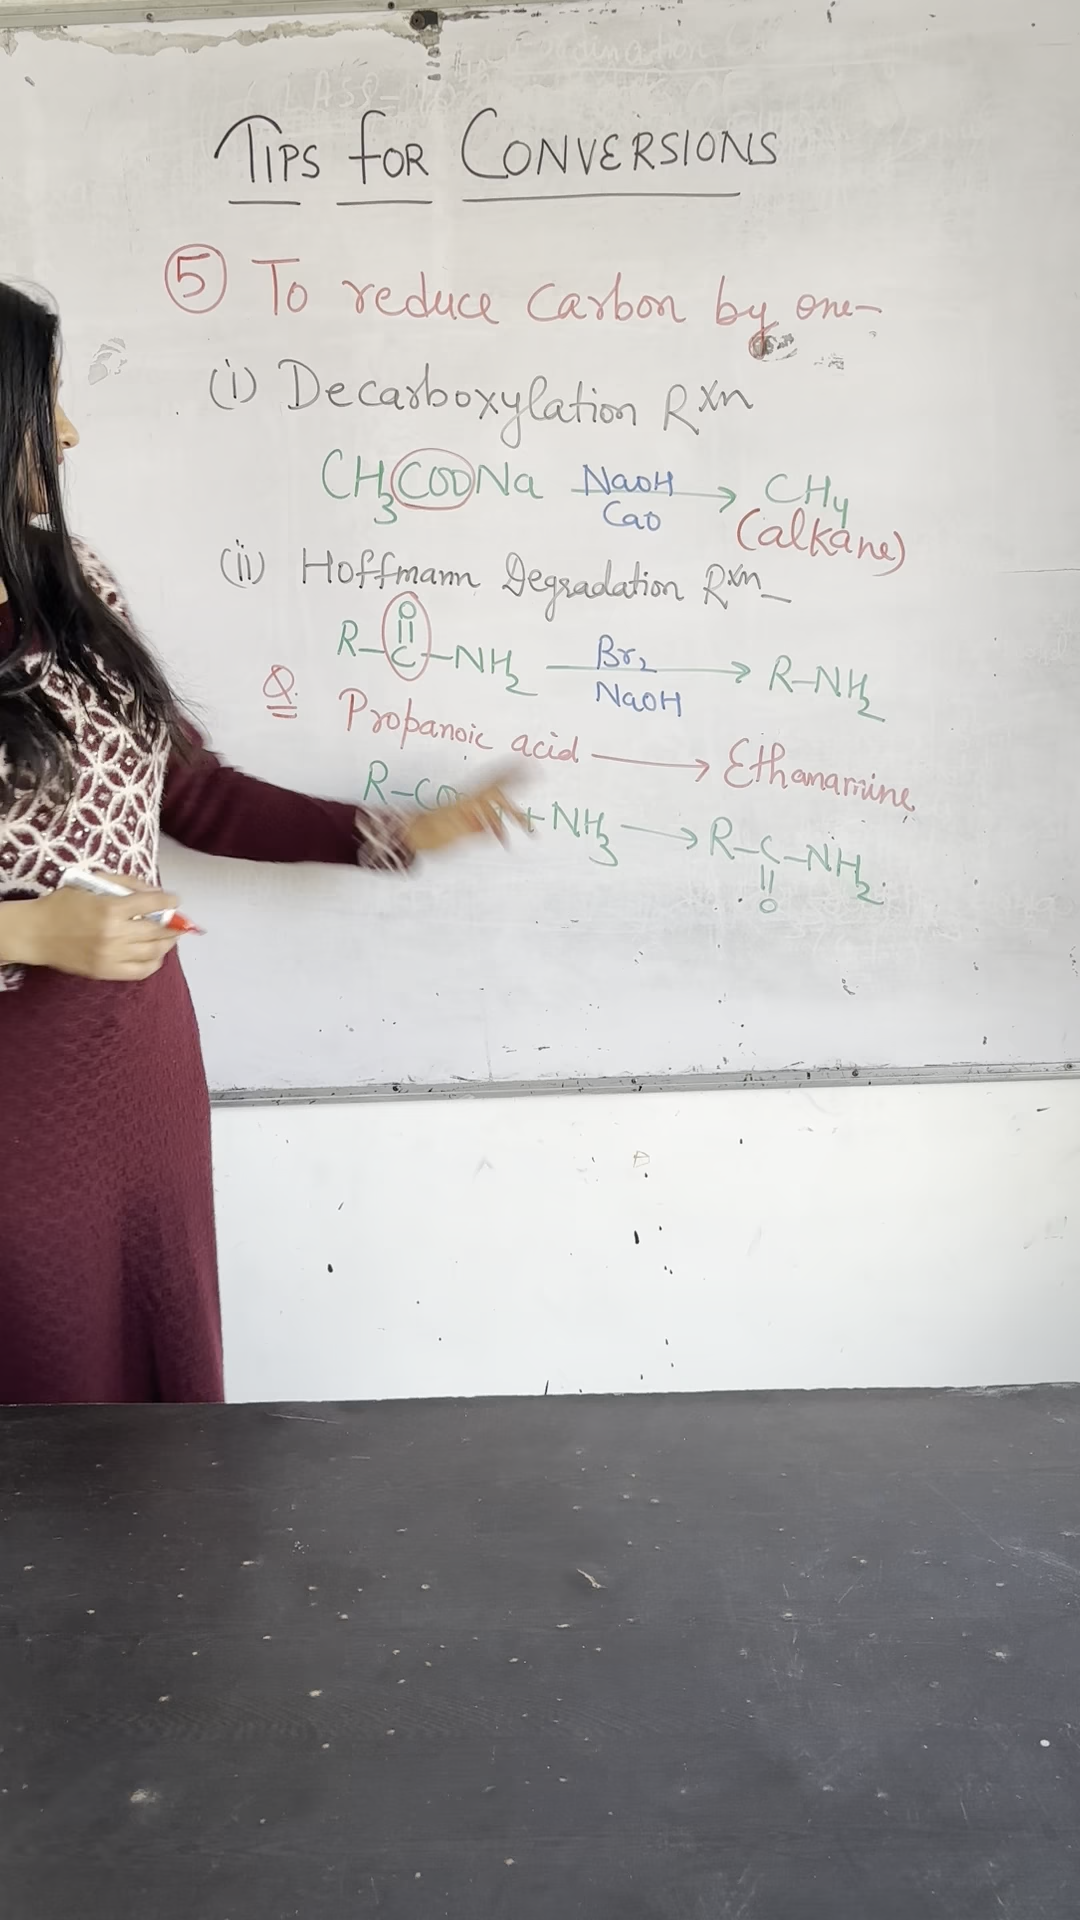 TIPS FOR CONVERSIONS
⑤ To reduce carbon by one-
(i) Decarboxylation Rxn
CH3COONa NaOH CaO → CH4
(alkane)
(ii) Hoffmann Degradation Rxn-
O
R-C-NH2 Br2 NaOH → R-NH2
Q. Propanoic acid → Ethanamine
R-CO +NH3 → R-C-NH2
O